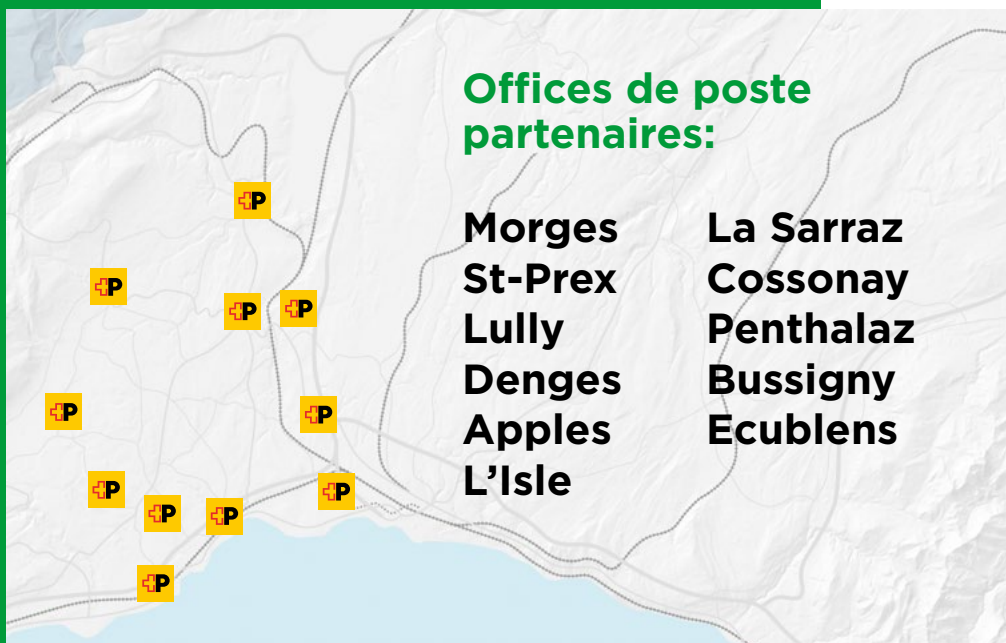 Offices de poste
partenaires:
Morges
St-Prex
Lully
Denges
Apples
L’Isle
La Sarraz
Cossonay
Penthalaz
Bussigny
Ecublens
P
P
P
P
P
P
P
P
P
P
P